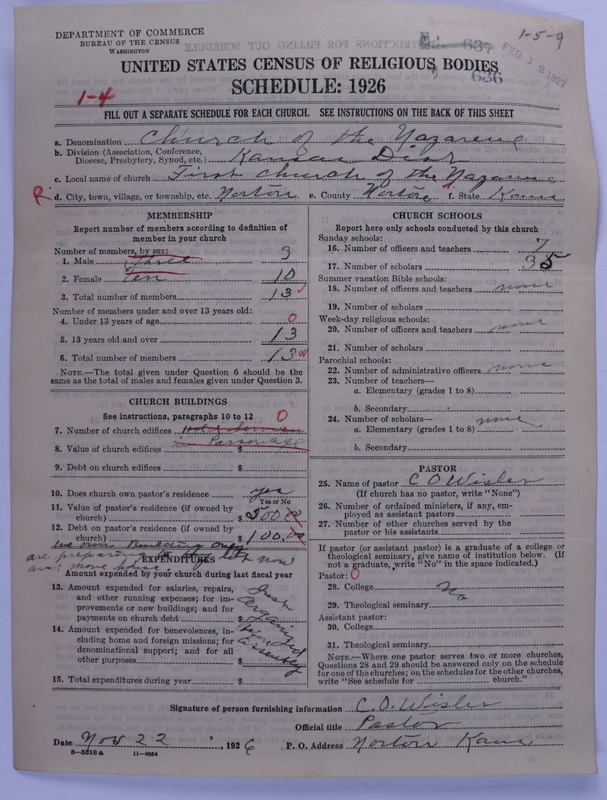 DEPARTMENT OF COMMERCE
BUREAU OF THE CENSUS
WASHINGTON
637
1-5-9
FEB 12 1927
636
UNITED STATES CENSUS OF RELIGIOUS BODIES
SCHEDULE: 1926
1-4
FILL OUT A SEPARATE SCHEDULE FOR EACH CHURCH. SEE INSTRUCTIONS ON THE BACK OF THIS SHEET
a. Denomination Church of the Nazarene
b. Division (Association, Conference, Diocese, Presbytery, Synod, etc.) Kansas Dist
c. Local name of church First Church of the Nazarene
R. d. City, town, village, or township, etc. Norton e. County Norton f. State Kans
MEMBERSHIP
Report number of members according to definition of member in your church
Number of members, by sex:
1. Male three 3
2. Female ten 10
3. Total number of members 13
Number of members under and over 13 years old:
4. Under 13 years of age 0
5. 13 years old and over 13
6. Total number of members 13
NOTE.—The total given under Question 6 should be the same as the total of males and females given under Question 3.
CHURCH BUILDINGS
See instructions, paragraphs 10 to 12
7. Number of church edifices 0
8. Value of church edifices in Parsonage $
9. Debt on church edifices $
10. Does church own pastor's residence yes
Yes or No
11. Value of pastor's residence (if owned by church) $ 500.00
12. Debt on pastor's residence (if owned by church) $ 100.00
now
are preparing to
EXPENDITURES
Amount expended by your church during last fiscal year
13. Amount expended for salaries, repairs, and other running expenses; for improvements or new buildings; and for payments on church debt $
14. Amount expended for benevolences, including home and foreign missions; for denominational support; and for all other purposes $
Just
15. Total expenditures during year $
CHURCH SCHOOLS
Report here only schools conducted by this church
Sunday schools:
16. Number of officers and teachers 7
17. Number of scholars 35
Summer vacation Bible schools:
18. Number of officers and teachers none
19. Number of scholars
Week-day religious schools:
20. Number of officers and teachers none
21. Number of scholars
Parochial schools:
22. Number of administrative officers none
23. Number of teachers—
a. Elementary (grades 1 to 8)
b. Secondary
24. Number of scholars— none
a. Elementary (grades 1 to 8)
b. Secondary
PASTOR
25. Name of pastor C O Wisler
(If church has no pastor, write "None")
26. Number of ordained ministers, if any, employed as assistant pastors
27. Number of other churches served by the pastor or his assistants
If pastor (or assistant pastor) is a graduate of a college or theological seminary, give name of institution below. (If not a graduate, write "No" in the space indicated.)
Pastor: 0
28. College No
29. Theological seminary
Assistant pastor:
30. College
31. Theological seminary
NOTE.—Where one pastor serves two or more churches, Questions 28 and 29 should be answered only on the schedule for one of the churches; on the schedules for the other churches, write "See schedule for church."
Signature of person furnishing information C. O. Wisler
Official title Pastor
Date Nov 22, 1926 P. O. Address Norton Kans
8-5318a 11-9054